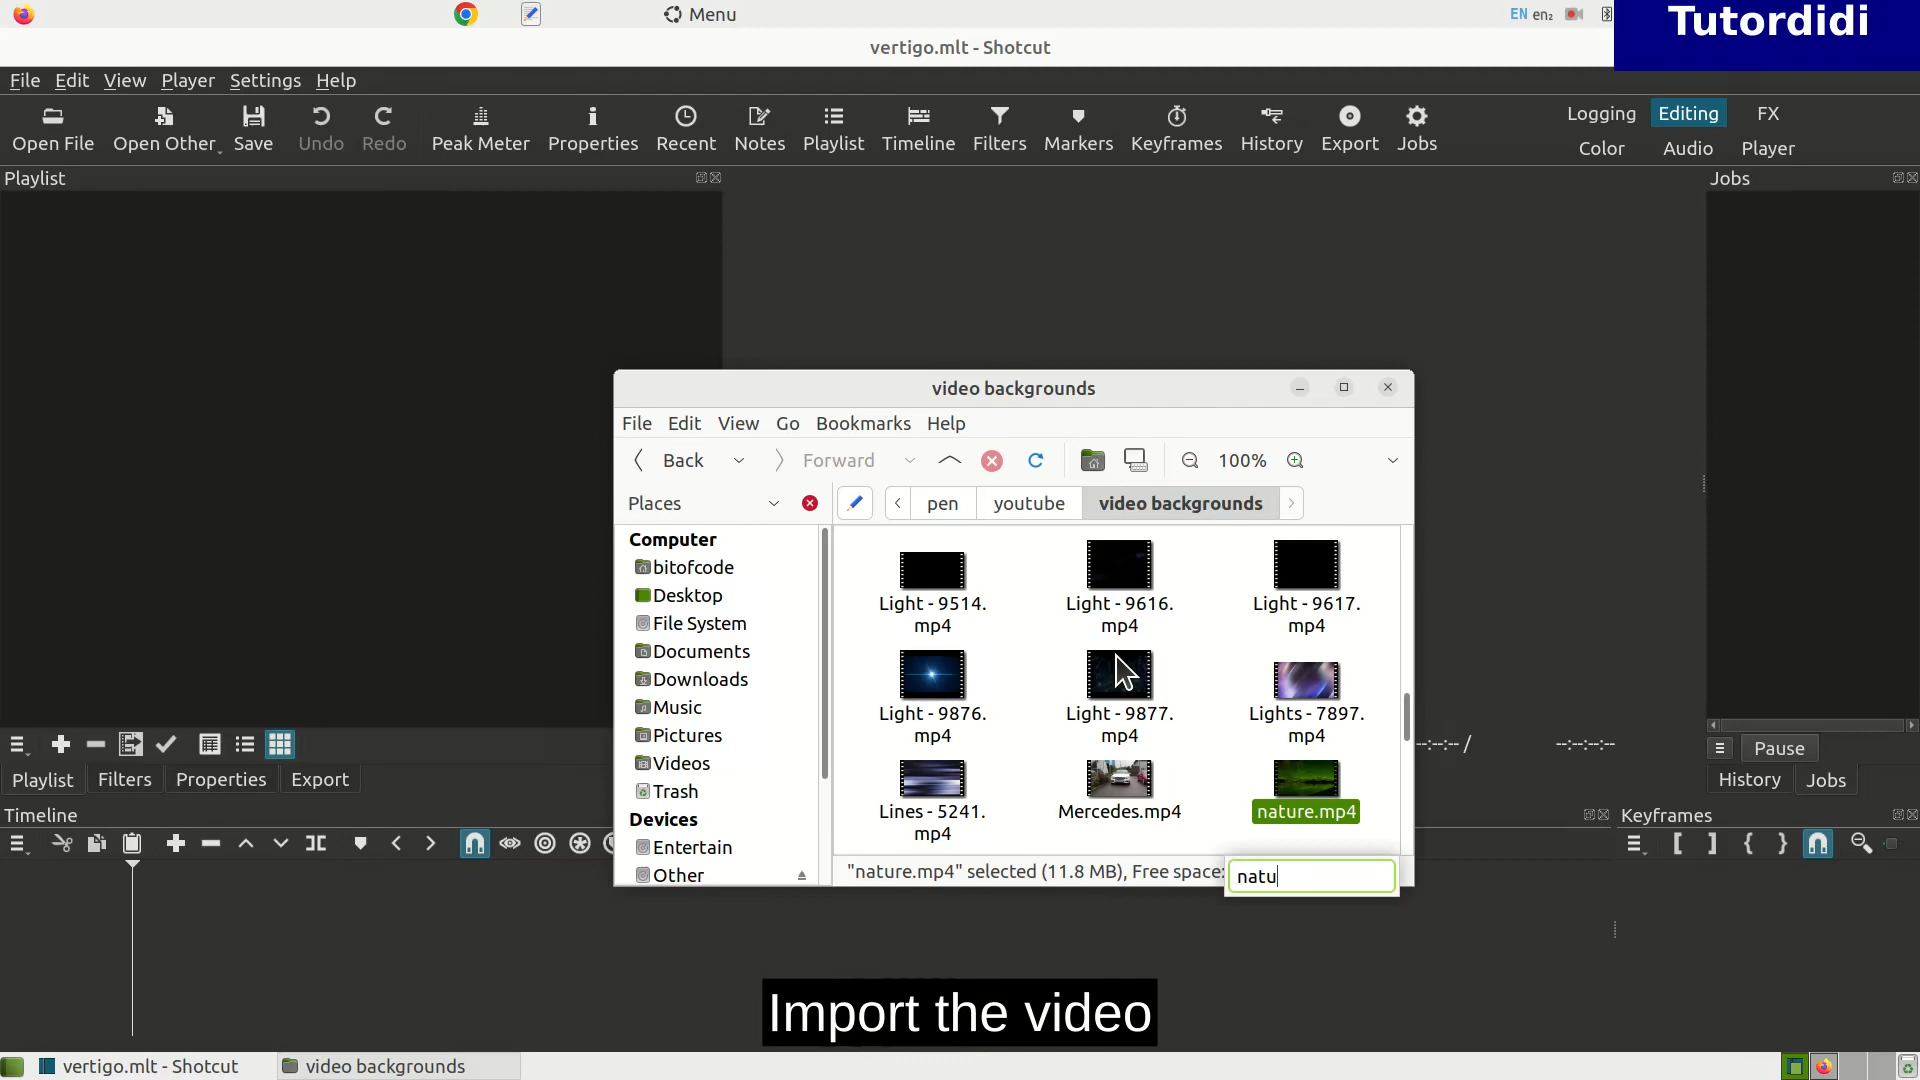 Menu
EN en₂
Tutordidi
vertigo.mlt - Shotcut
File Edit View Player Settings Help
Open File Open Other Save Undo Redo Peak Meter Properties Recent Notes Playlist Timeline Filters Markers Keyframes History Export Jobs
Logging Editing FX
Color Audio Player
Playlist
Jobs
video backgrounds
File Edit View Go Bookmarks Help
Back Forward 100%
Places
pen youtube video backgrounds
Computer
bitofcode
Desktop
File System
Documents
Downloads
Music
Pictures
Videos
Trash
Devices
Entertain
Other
Light - 9514.
mp4
Light - 9616.
mp4
Light - 9617.
mp4
Light - 9876.
mp4
Light - 9877.
mp4
Lights - 7897.
mp4
Lines - 5241.
mp4
Mercedes.mp4
nature.mp4
"nature.mp4" selected (11.8 MB), Free space:
natu
--:--:-- /
--:--:--:--
Pause
Playlist Filters Properties Export
History Jobs
Timeline
Keyframes
Import the video
vertigo.mlt - Shotcut
video backgrounds